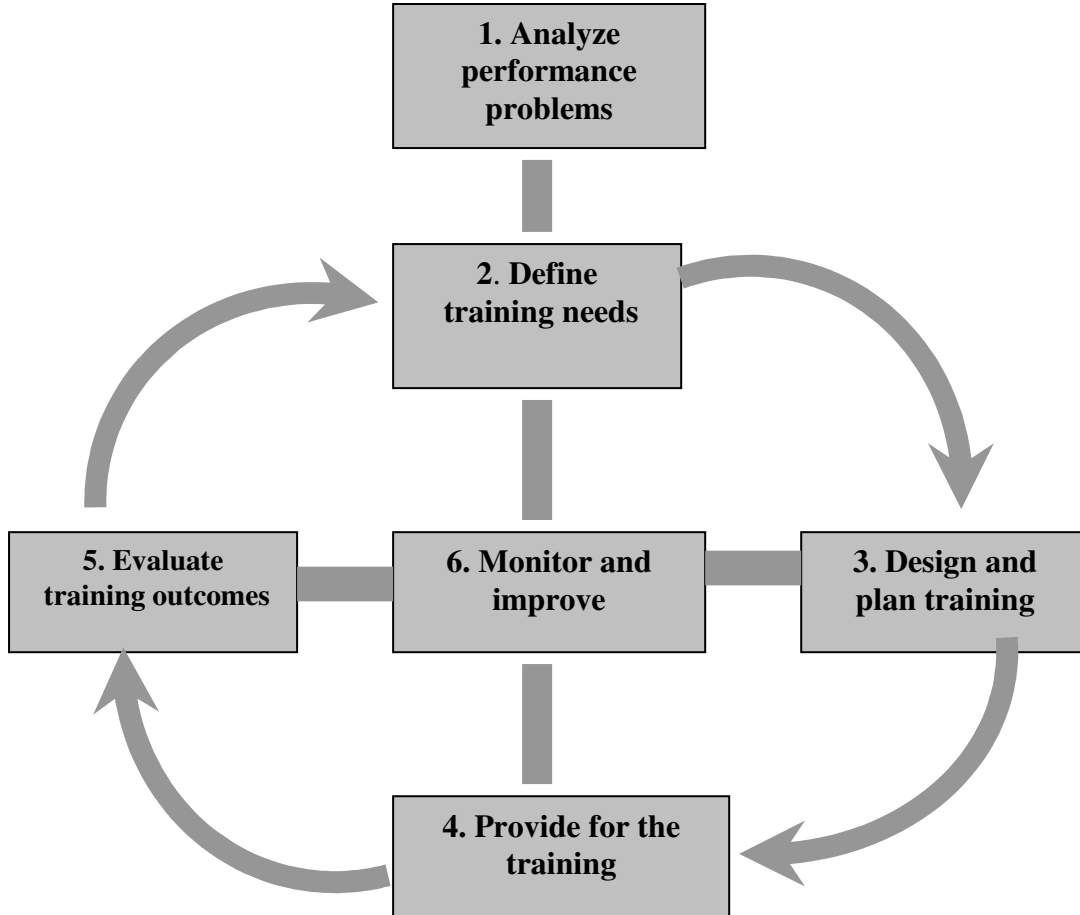 1. Analyze
performance
problems
2. Define
training needs
5. Evaluate
training outcomes
6. Monitor and
improve
3. Design and
plan training
4. Provide for the
training